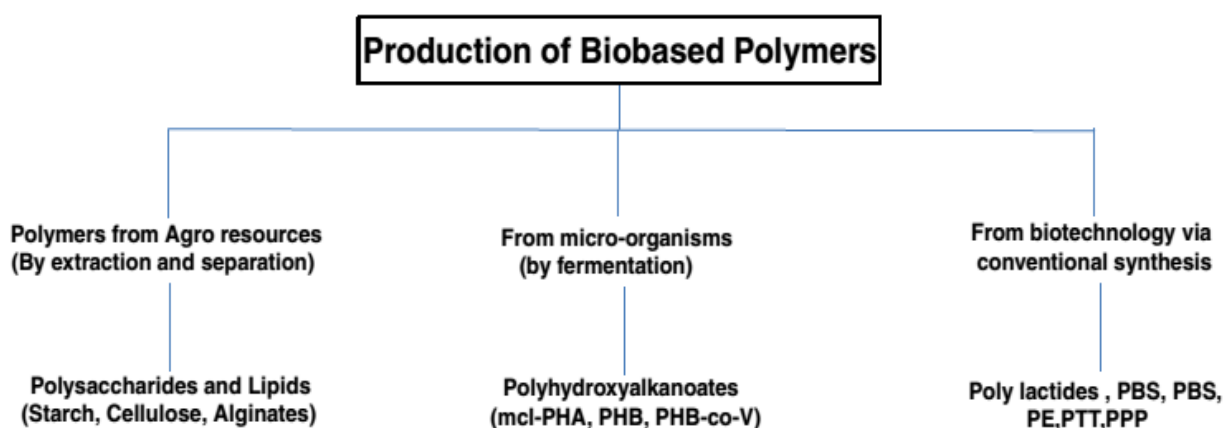 Production of Biobased Polymers
Polymers from Agro resources
(By extraction and separation)
From micro-organisms
(by fermentation)
From biotechnology via
conventional synthesis
Polysaccharides and Lipids
(Starch, Cellulose, Alginates)
Polyhydroxyalkanoates
(mcl-PHA, PHB, PHB-co-V)
Poly lactides , PBS, PBS,
PE,PTT,PPP